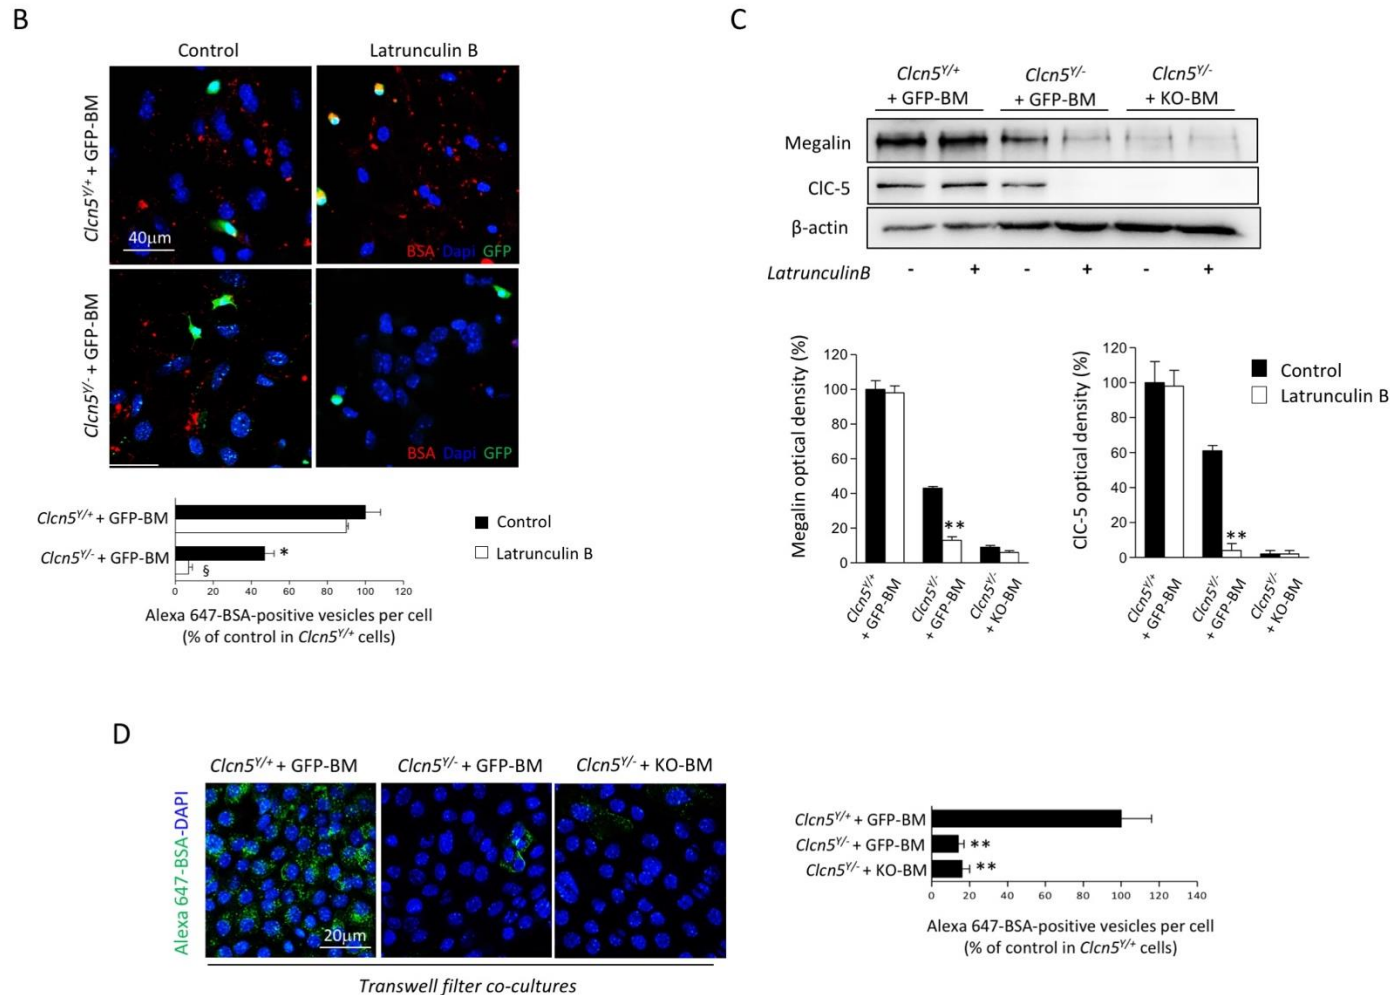 B
Control Latrunculin B
Clcn5Y/+ + GFP-BM
40μm
BSA Dapi GFP
Clcn5Y/- + GFP-BM
BSA Dapi GFP
Clcn5Y/+ + GFP-BM
Clcn5Y/- + GFP-BM
*
§
Control
Latrunculin B
0 20 40 60 80 100 120
Alexa 647-BSA-positive vesicles per cell
(% of control in Clcn5Y/+ cells)
C
Clcn5Y/+ Clcn5Y/- Clcn5Y/-
+ GFP-BM + GFP-BM + KO-BM
Megalin
ClC-5
β-actin
LatrunculinB - + - + - +
Megalin optical density (%)
120
100
80
60
40
20
0
**
Clcn5Y/+
+ GFP-BM
Clcn5Y/-
+ GFP-BM
Clcn5Y/-
+ KO-BM
ClC-5 optical density (%)
120
100
80
60
40
20
0
**
Clcn5Y/+
+ GFP-BM
Clcn5Y/-
+ GFP-BM
Clcn5Y/-
+ KO-BM
Control
Latrunculin B
D
Clcn5Y/+ + GFP-BM Clcn5Y/- + GFP-BM Clcn5Y/- + KO-BM
Alexa 647-BSA-DAPI
20μm
Transwell filter co-cultures
Clcn5Y/+ + GFP-BM
Clcn5Y/- + GFP-BM **
Clcn5Y/- + KO-BM **
0 20 40 60 80 100 120 140
Alexa 647-BSA-positive vesicles per cell
(% of control in Clcn5Y/+ cells)